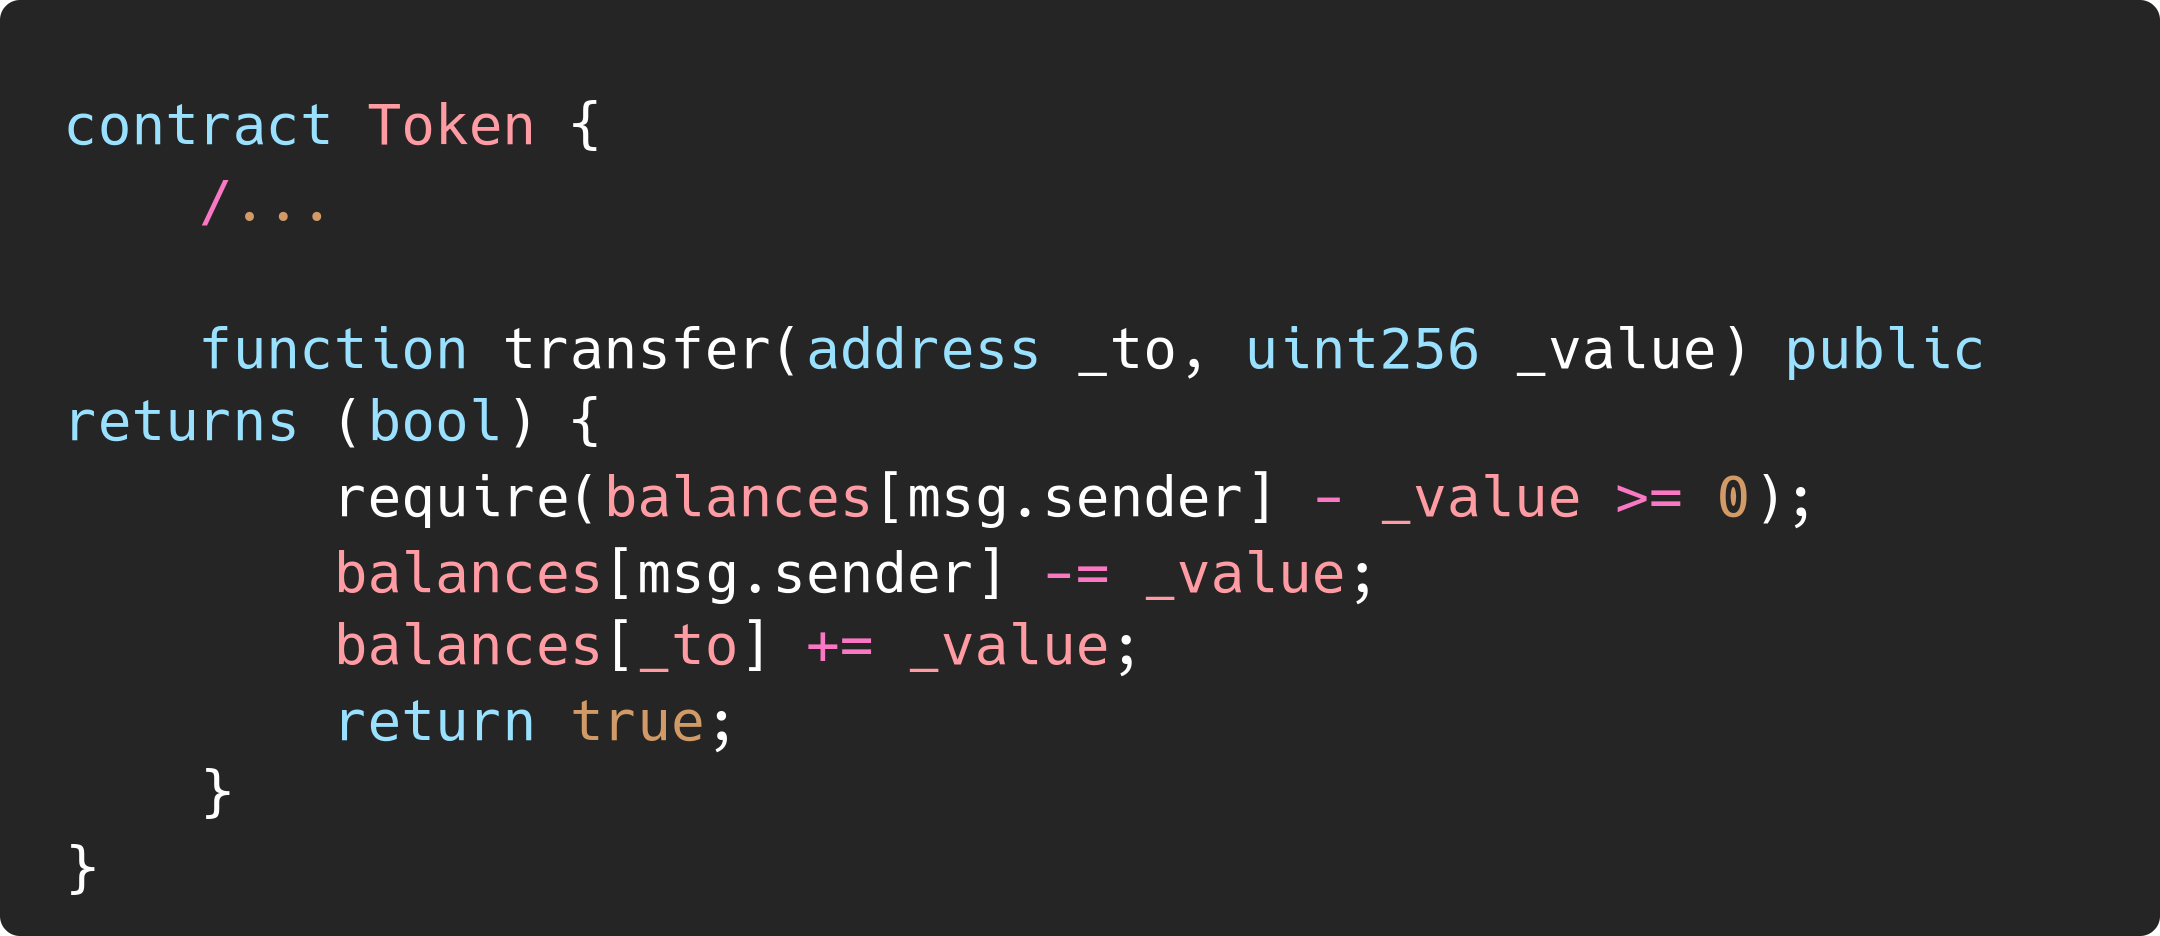 contract Token {
    /...

    function transfer(address _to, uint256 _value) public
returns (bool) {
        require(balances[msg.sender] - _value >= 0);
        balances[msg.sender] -= _value;
        balances[_to] += _value;
        return true;
    }
}